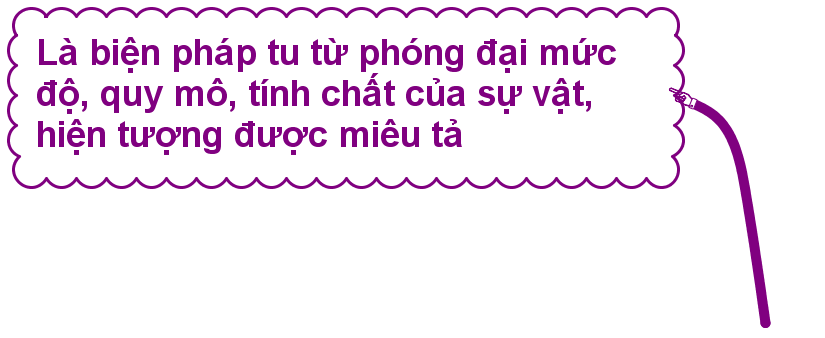 Là biện pháp tu từ phóng đại mức
độ, quy mô, tính chất của sự vật,
hiện tượng được miêu tả